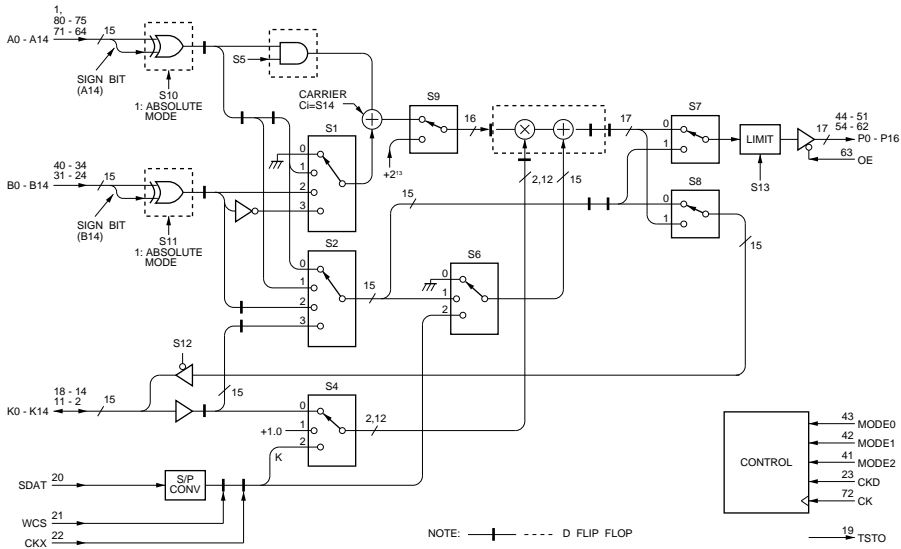 1,
80 - 75
71 - 64
A0 - A14
15
SIGN BIT
(A14)
S10
1: ABSOLUTE
MODE
S5
CARRIER
Ci=S14
S9
+2¹³
16
S1
0
1
2
3
40 - 34
31 - 24
B0 - B14
15
SIGN BIT
(B14)
S11
1: ABSOLUTE
MODE
2,12
15
17
S7
0
1
LIMIT
S13
17
44 - 51
54 - 62
P0 - P16
63
OE
15
S8
0
1
15
S2
0
1
2
3
15
S6
0
1
2
S12
15
18 - 14
11 - 2
K0 - K14
15
S4
0
+1.0
1
2
K
2,12
SDAT
20
S/P
CONV
WCS
21
CKX
22
CONTROL
43
MODE0
42
MODE1
41
MODE2
23
CKD
72
CK
19
TSTO
NOTE:
D FLIP FLOP